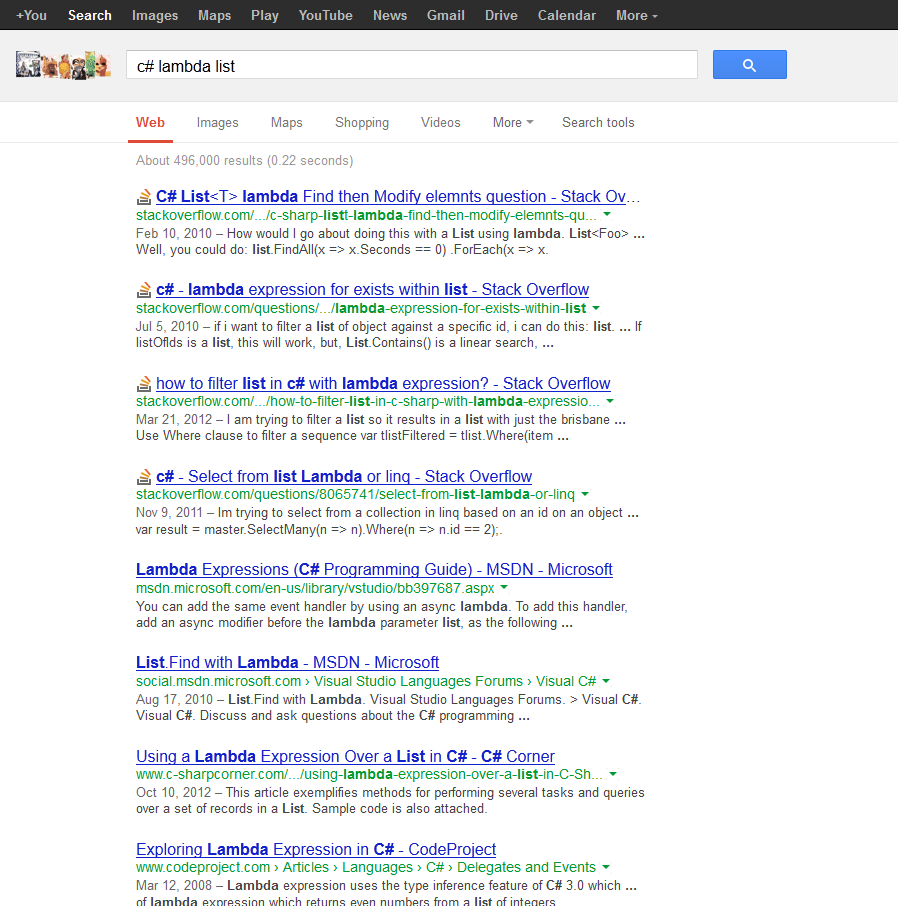 +You Search Images Maps Play YouTube News Gmail Drive Calendar More
c# lambda list
Web Images Maps Shopping Videos More Search tools
About 496,000 results (0.22 seconds)
C# List<T> lambda Find then Modify elemnts question - Stack Ov...
stackoverflow.com/.../c-sharp-listt-lambda-find-then-modify-elemnts-qu...
Feb 10, 2010 – How would I go about doing this with a List using lambda. List<Foo> ...
Well, you could do: list.FindAll(x => x.Seconds == 0) .ForEach(x => x.
c# - lambda expression for exists within list - Stack Overflow
stackoverflow.com/questions/.../lambda-expression-for-exists-within-list
Jul 5, 2010 – if i want to filter a list of object against a specific id, i can do this: list. ... If
listOfIds is a list, this will work, but, List.Contains() is a linear search, ...
how to filter list in c# with lambda expression? - Stack Overflow
stackoverflow.com/.../how-to-filter-list-in-c-sharp-with-lambda-expressio...
Mar 21, 2012 – I am trying to filter a list so it results in a list with just the brisbane ...
Use Where clause to filter a sequence var tlistFiltered = tlist.Where(item ...
c# - Select from list Lambda or linq - Stack Overflow
stackoverflow.com/questions/8065741/select-from-list-lambda-or-linq
Nov 9, 2011 – Im trying to select from a collection in linq based on an id on an object ...
var result = master.SelectMany(n => n).Where(n => n.id == 2);.
Lambda Expressions (C# Programming Guide) - MSDN - Microsoft
msdn.microsoft.com/en-us/library/vstudio/bb397687.aspx
You can add the same event handler by using an async lambda. To add this handler,
add an async modifier before the lambda parameter list, as the following ...
List.Find with Lambda - MSDN - Microsoft
social.msdn.microsoft.com › Visual Studio Languages Forums › Visual C#
Aug 17, 2010 – List.Find with Lambda. Visual Studio Languages Forums. > Visual C#.
Visual C#. Discuss and ask questions about the C# programming ...
Using a Lambda Expression Over a List in C# - C# Corner
www.c-sharpcorner.com/.../using-lambda-expression-over-a-list-in-C-Sh...
Oct 10, 2012 – This article exemplifies methods for performing several tasks and queries
over a set of records in a List. Sample code is also attached.
Exploring Lambda Expression in C# - CodeProject
www.codeproject.com › Articles › Languages › C# › Delegates and Events
Mar 12, 2008 – Lambda expression uses the type inference feature of C# 3.0 which ...
of lambda expression which returns even numbers from a list of integers